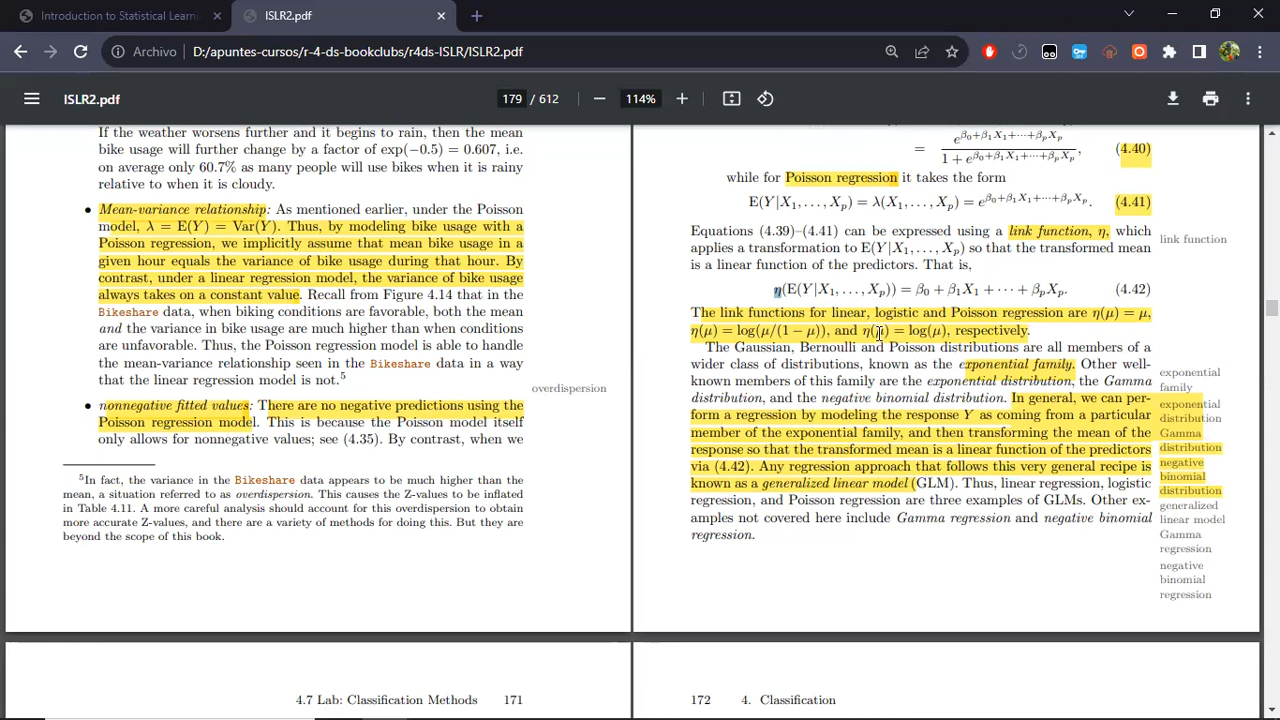 Introduction to Statistical Learni
ISLR2.pdf
Archivo
D:/apuntes-cursos/r-4-ds-bookclubs/r4ds-ISLR/ISLR2.pdf
ISLR2.pdf
179 / 612
114%
If the weather worsens further and it begins to rain, then the mean
bike usage will further change by a factor of exp(−0.5) = 0.607, i.e.
on average only 60.7% as many people will use bikes when it is rainy
relative to when it is cloudy.
• Mean-variance relationship: As mentioned earlier, under the Poisson
model, λ = E(Y) = Var(Y). Thus, by modeling bike usage with a
Poisson regression, we implicitly assume that mean bike usage in a
given hour equals the variance of bike usage during that hour. By
contrast, under a linear regression model, the variance of bike usage
always takes on a constant value. Recall from Figure 4.14 that in the
Bikeshare data, when biking conditions are favorable, both the mean
and the variance in bike usage are much higher than when conditions
are unfavorable. Thus, the Poisson regression model is able to handle
the mean-variance relationship seen in the Bikeshare data in a way
that the linear regression model is not.⁵
overdispersion
• nonnegative fitted values: There are no negative predictions using the
Poisson regression model. This is because the Poisson model itself
only allows for nonnegative values; see (4.35). By contrast, when we
⁵In fact, the variance in the Bikeshare data appears to be much higher than the
mean, a situation referred to as overdispersion. This causes the Z-values to be inflated
in Table 4.11. A more careful analysis should account for this overdispersion to obtain
more accurate Z-values, and there are a variety of methods for doing this. But they are
beyond the scope of this book.
= e^{β₀+β₁X₁+···+βₚXₚ} / (1 + e^{β₀+β₁X₁+···+βₚXₚ}), (4.40)
while for Poisson regression it takes the form
E(Y|X₁, . . . , Xₚ) = λ(X₁, . . . , Xₚ) = e^{β₀+β₁X₁+···+βₚXₚ}. (4.41)
Equations (4.39)–(4.41) can be expressed using a link function, η, which
link function
applies a transformation to E(Y|X₁, . . . , Xₚ) so that the transformed mean
is a linear function of the predictors. That is,
η(E(Y|X₁, . . . , Xₚ)) = β₀ + β₁X₁ + · · · + βₚXₚ. (4.42)
The link functions for linear, logistic and Poisson regression are η(μ) = μ,
η(μ) = log(μ/(1 − μ)), and η(μ) = log(μ), respectively.
The Gaussian, Bernoulli and Poisson distributions are all members of a
wider class of distributions, known as the exponential family. Other well-
known members of this family are the exponential distribution, the Gamma
distribution, and the negative binomial distribution. In general, we can per-
form a regression by modeling the response Y as coming from a particular
member of the exponential family, and then transforming the mean of the
response so that the transformed mean is a linear function of the predictors
via (4.42). Any regression approach that follows this very general recipe is
known as a generalized linear model (GLM). Thus, linear regression, logistic
regression, and Poisson regression are three examples of GLMs. Other ex-
amples not covered here include Gamma regression and negative binomial
regression.
exponential
family
exponential
distribution
Gamma
distribution
negative
binomial
distribution
generalized
linear model
Gamma
regression
negative
binomial
regression
4.7 Lab: Classification Methods 171
172 4. Classification